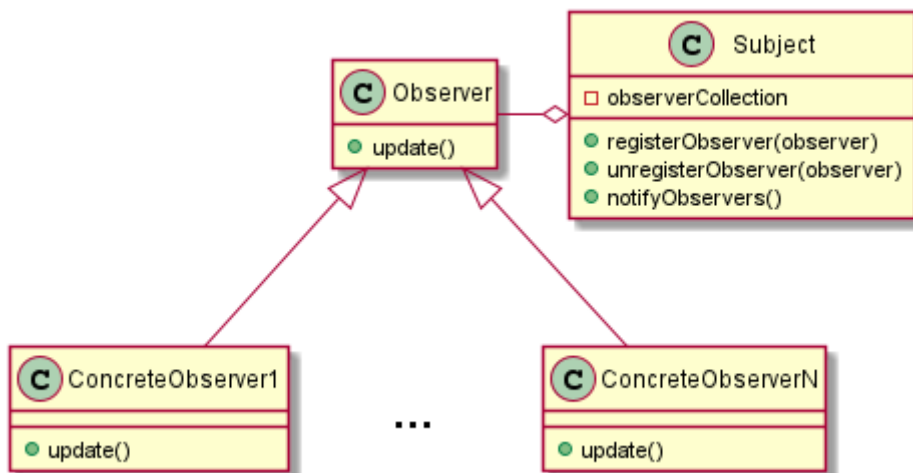 C Subject
observerCollection
registerObserver(observer)
unregisterObserver(observer)
notifyObservers()
C Observer
update()
C ConcreteObserver1
update()
...
C ConcreteObserverN
update()